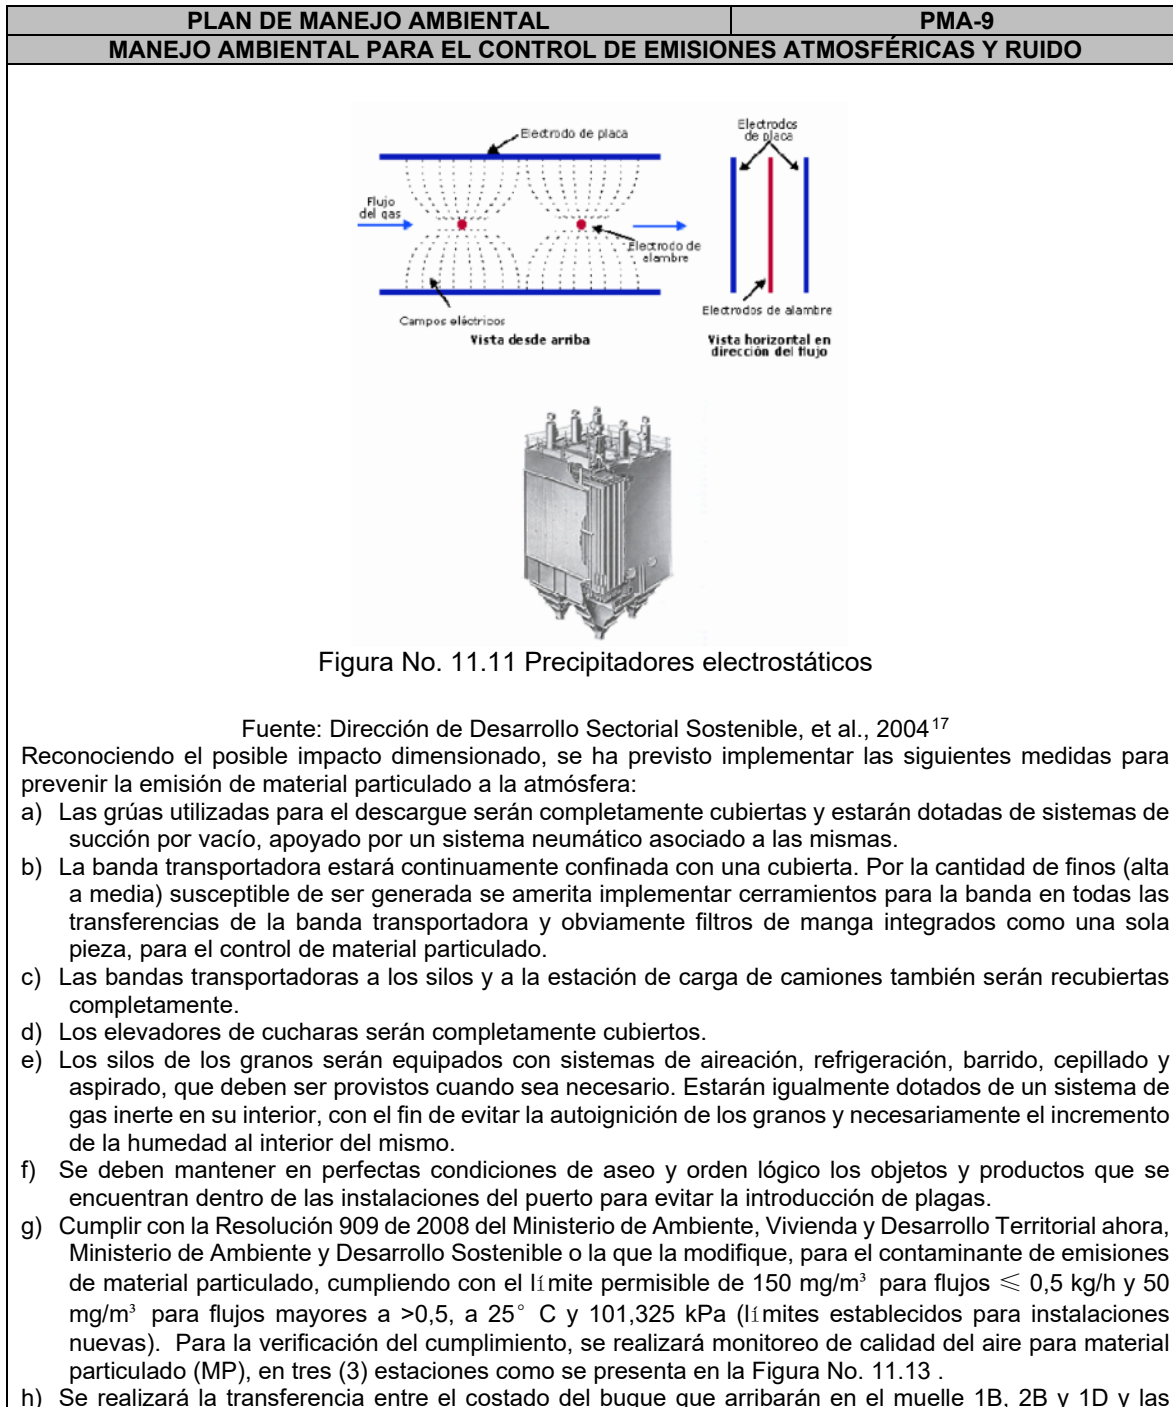 PLAN DE MANEJO AMBIENTAL PMA-9
MANEJO AMBIENTAL PARA EL CONTROL DE EMISIONES ATMOSFÉRICAS Y RUIDO
Electrodo de placa
Flujo
del gas
Electrodo de
alambre
Campos eléctricos
Vista desde arriba
Electrodos
de placa
Electrodos de alambre
Vista horizontal en
dirección del flujo
Figura No. 11.11 Precipitadores electrostáticos
Fuente: Dirección de Desarrollo Sectorial Sostenible, et al., 2004¹⁷
Reconociendo el posible impacto dimensionado, se ha previsto implementar las siguientes medidas para
prevenir la emisión de material particulado a la atmósfera:
a) Las grúas utilizadas para el descargue serán completamente cubiertas y estarán dotadas de sistemas de
succión por vacío, apoyado por un sistema neumático asociado a las mismas.
b) La banda transportadora estará continuamente confinada con una cubierta. Por la cantidad de finos (alta
a media) susceptible de ser generada se amerita implementar cerramientos para la banda en todas las
transferencias de la banda transportadora y obviamente filtros de manga integrados como una sola
pieza, para el control de material particulado.
c) Las bandas transportadoras a los silos y a la estación de carga de camiones también serán recubiertas
completamente.
d) Los elevadores de cucharas serán completamente cubiertos.
e) Los silos de los granos serán equipados con sistemas de aireación, refrigeración, barrido, cepillado y
aspirado, que deben ser provistos cuando sea necesario. Estarán igualmente dotados de un sistema de
gas inerte en su interior, con el fin de evitar la autoignición de los granos y necesariamente el incremento
de la humedad al interior del mismo.
f) Se deben mantener en perfectas condiciones de aseo y orden lógico los objetos y productos que se
encuentran dentro de las instalaciones del puerto para evitar la introducción de plagas.
g) Cumplir con la Resolución 909 de 2008 del Ministerio de Ambiente, Vivienda y Desarrollo Territorial ahora,
Ministerio de Ambiente y Desarrollo Sostenible o la que la modifique, para el contaminante de emisiones
de material particulado, cumpliendo con el límite permisible de 150 mg/m³ para flujos ≤ 0,5 kg/h y 50
mg/m³ para flujos mayores a >0,5, a 25° C y 101,325 kPa (límites establecidos para instalaciones
nuevas). Para la verificación del cumplimiento, se realizará monitoreo de calidad del aire para material
particulado (MP), en tres (3) estaciones como se presenta en la Figura No. 11.13 .
h) Se realizará la transferencia entre el costado del buque que arribarán en el muelle 1B, 2B y 1D y las